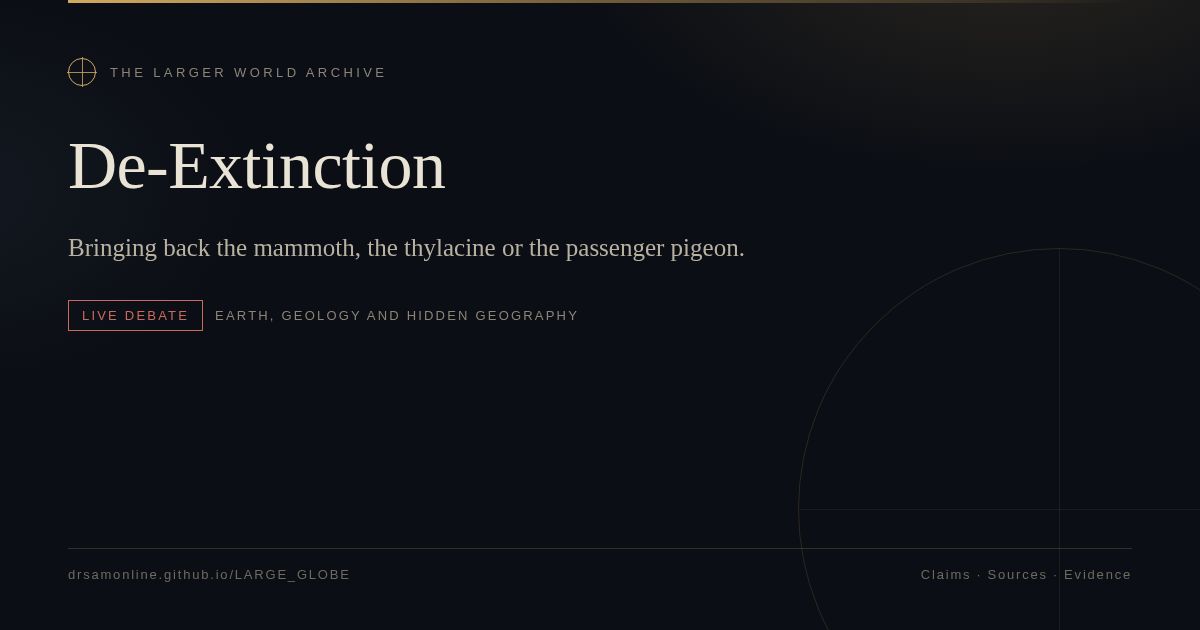 THE LARGER WORLD ARCHIVE
De-Extinction
Bringing back the mammoth, the thylacine or the passenger pigeon.
LIVE DEBATE EARTH, GEOLOGY AND HIDDEN GEOGRAPHY
drsamonline.github.io/LARGE_GLOBE Claims · Sources · Evidence